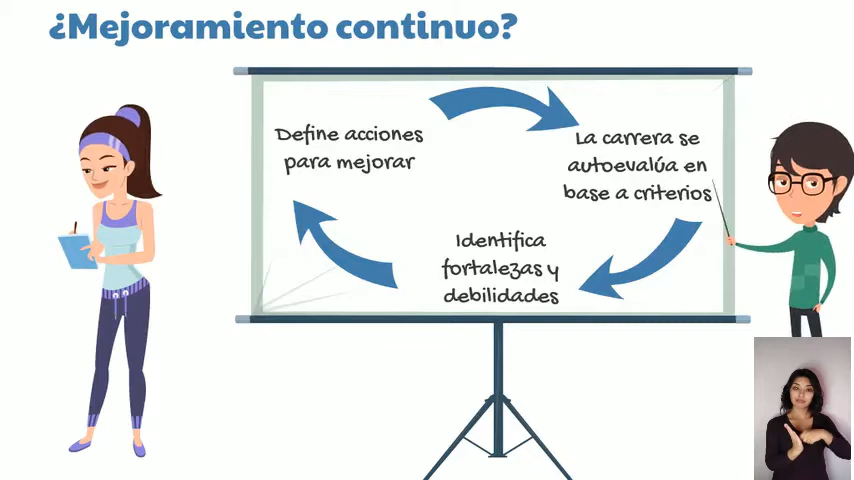 ¿Mejoramiento continuo?
Define acciones
para mejorar
La carrera se
autoevalúa en
base a criterios
Identifica
fortalezas y
debilidades